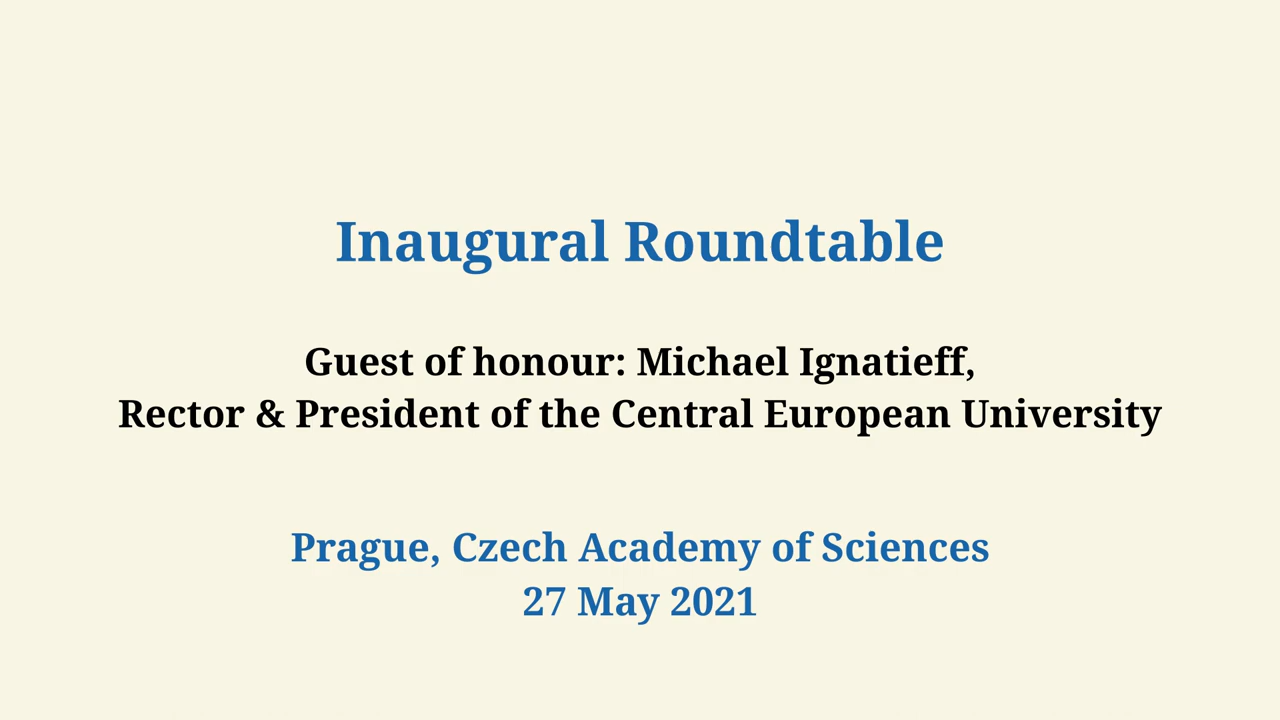 Inaugural Roundtable
Guest of honour: Michael Ignatieff,
Rector & President of the Central European University
Prague, Czech Academy of Sciences
27 May 2021